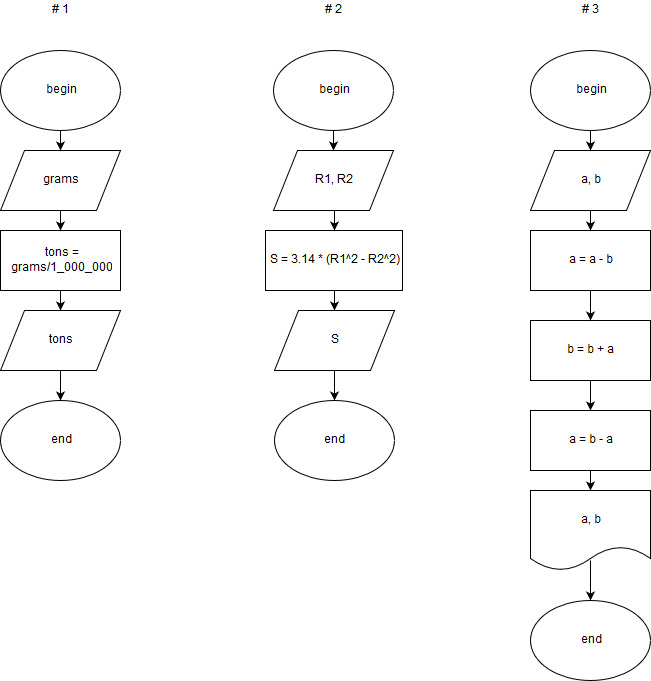 # 1
begin
grams
tons =
grams/1_000_000
tons
end
# 2
begin
R1, R2
S = 3.14 * (R1^2 - R2^2)
S
end
# 3
begin
a, b
a = a - b
b = b + a
a = b - a
a, b
end